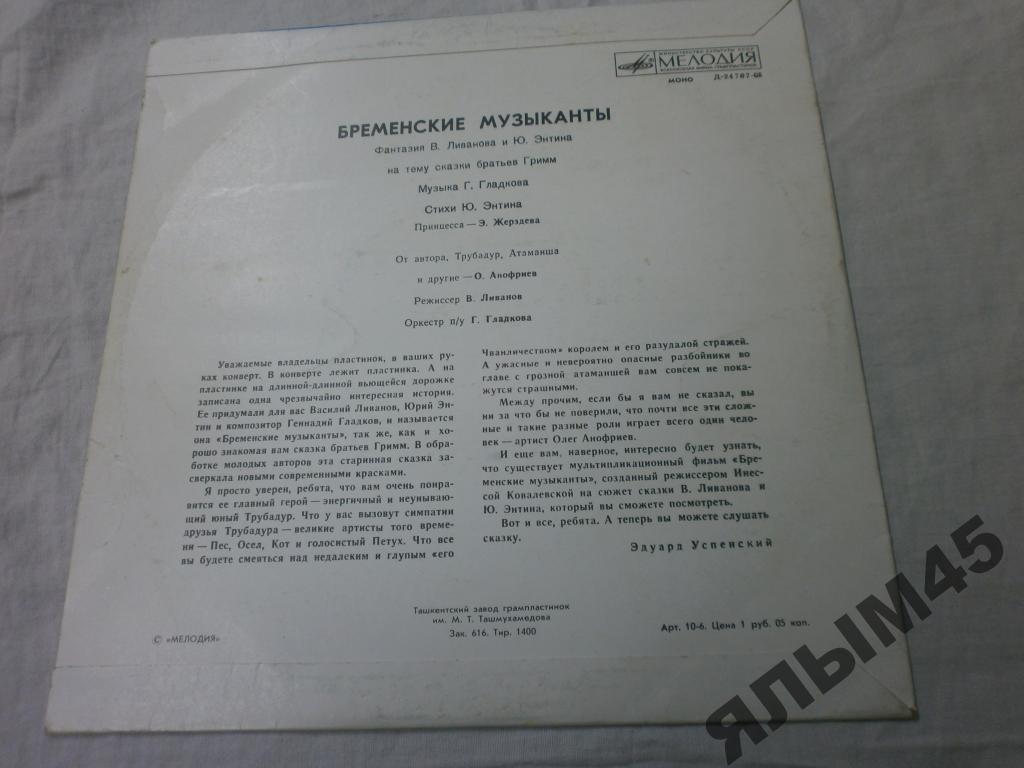 МИНИСТЕРСТВО КУЛЬТУРЫ СССР
МЕЛОДИЯ
ВСЕСОЮЗНАЯ ФИРМА ГРАМПЛАСТИНОК
МОНО Д-24707-08
БРЕМЕНСКИЕ МУЗЫКАНТЫ
Фантазия В. Ливанова и Ю. Энтина
на тему сказки братьев Гримм
Музыка Г. Гладкова
Стихи Ю. Энтина
Принцесса — Э. Жерздева
От автора, Трубадур, Атаманша
и другие — О. Анофриев
Режиссер В. Ливанов
Оркестр п/у Г. Гладкова
Уважаемые владельцы пластинок, в ваших ру-
ках конверт. В конверте лежит пластинка. А на
пластинке на длинной-длинной вьющейся дорожке
записана одна чрезвычайно интересная история.
Ее придумали для вас Василий Ливанов, Юрий Эн-
тин и композитор Геннадий Гладков, и называется
она «Бременские музыканты», так же, как и хо-
рошо знакомая вам сказка братьев Гримм. В обра-
ботке молодых авторов эта старинная сказка за-
сверкала новыми современными красками.
Я просто уверен, ребята, что вам очень понра-
вятся ее главный герой — энергичный и неунываю-
щий юный Трубадур. Что у вас вызовут симпатии
друзья Трубадура — великие артисты того време-
ни — Пес, Осел, Кот и голосистый Петух. Что все
вы будете смеяться над недалеким и глупым «его
Чванличеством» королем и его разудалой стражей.
А ужасные и невероятно опасные разбойники во
главе с грозной атаманшей вам совсем не пока-
жутся страшными.
Между прочим, если бы я вам не сказал, вы
ни за что бы не поверили, что почти все эти слож-
ные и такие разные роли играет всего один чело-
век — артист Олег Анофриев.
И еще вам, наверное, интересно будет узнать,
что существует мультипликационный фильм «Бре-
менские музыканты», созданный режиссером Инес-
сой Ковалевской на сюжет сказки В. Ливанова и
Ю. Энтина, который вы сможете посмотреть.
Вот и все, ребята. А теперь вы можете слушать
сказку.
Эдуард Успенский
Ташкентский завод грампластинок
им. М. Т. Ташмухамедова
Зак. 616. Тир. 1400
© «МЕЛОДИЯ»
Арт. 10-6. Цена 1 руб. 05 коп.
ЯЛЫМ45